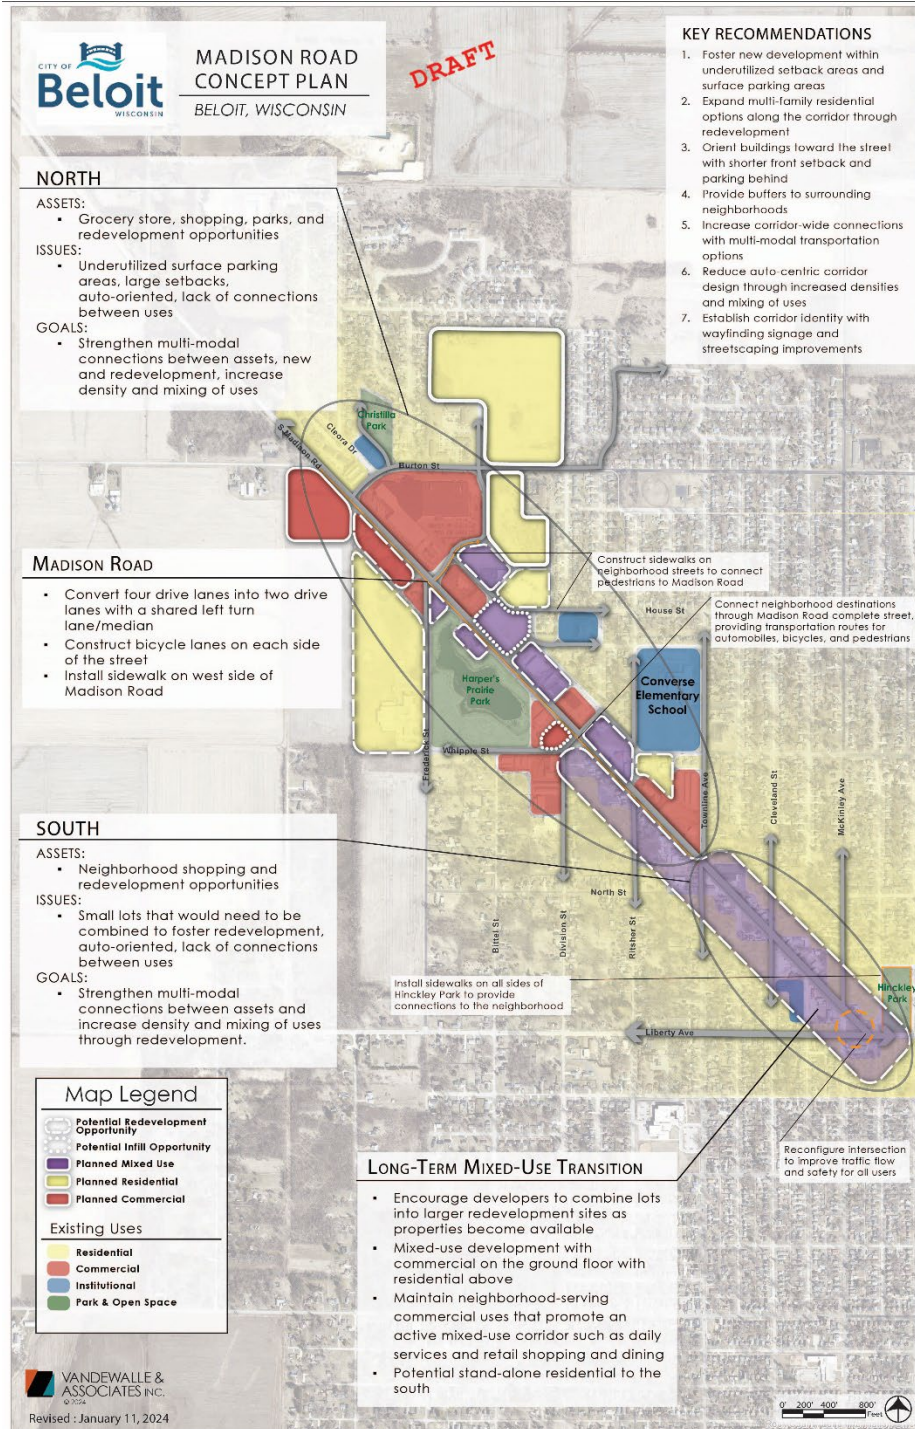 CITY OF
Beloit
WISCONSIN
MADISON ROAD
CONCEPT PLAN
BELOIT, WISCONSIN
DRAFT
KEY RECOMMENDATIONS
1. Foster new development within
underutilized setback areas and
surface parking areas
2. Expand multi-family residential
options along the corridor through
redevelopment
3. Orient buildings toward the street
with shorter front setback and
parking behind
4. Provide buffers to surrounding
neighborhoods
5. Increase corridor-wide connections
with multi-modal transportation
options
6. Reduce auto-centric corridor
design through increased densities
and mixing of uses
7. Establish corridor identity with
wayfinding signage and
streetscaping improvements
NORTH
ASSETS:
▪ Grocery store, shopping, parks, and
redevelopment opportunities
ISSUES:
▪ Underutilized surface parking
areas, large setbacks,
auto-oriented, lack of connections
between uses
GOALS:
▪ Strengthen multi-modal
connections between assets, new
and redevelopment, increase
density and mixing of uses
Christilla
Park
S Madison Rd
Cleora Dr
Burton St
MADISON ROAD
▪ Convert four drive lanes into two drive
lanes with a shared left turn
lane/median
▪ Construct bicycle lanes on each side
of the street
▪ Install sidewalk on west side of
Madison Road
Construct sidewalks on
neighborhood streets to connect
pedestrians to Madison Road
House St
Connect neighborhood destinations
through Madison Road complete street,
providing transportation routes for
automobiles, bicycles, and pedestrians
Harper's
Prairie
Park
Converse
Elementary
School
Frederick St
Whipple St
Townline Ave
Cleveland St
McKinley Ave
SOUTH
ASSETS:
▪ Neighborhood shopping and
redevelopment opportunities
ISSUES:
▪ Small lots that would need to be
combined to foster redevelopment,
auto-oriented, lack of connections
between uses
GOALS:
▪ Strengthen multi-modal
connections between assets and
increase density and mixing of uses
through redevelopment.
North St
Bittel St
Division St
Ritsher St
Install sidewalks on all sides of
Hinckley Park to provide
connections to the neighborhood
Hinckley
Park
Liberty Ave
Reconfigure intersection
to improve traffic flow
and safety for all users
Map Legend
Potential Redevelopment
Opportunity
Potential Infill Opportunity
Planned Mixed Use
Planned Residential
Planned Commercial
Existing Uses
Residential
Commercial
Institutional
Park & Open Space
LONG-TERM MIXED-USE TRANSITION
▪ Encourage developers to combine lots
into larger redevelopment sites as
properties become available
▪ Mixed-use development with
commercial on the ground floor with
residential above
▪ Maintain neighborhood-serving
commercial uses that promote an
active mixed-use corridor such as daily
services and retail shopping and dining
▪ Potential stand-alone residential to the
south
VANDEWALLE &
ASSOCIATES INC.
© 2024
Revised : January 11, 2024
0' 200' 400' 800'
Feet